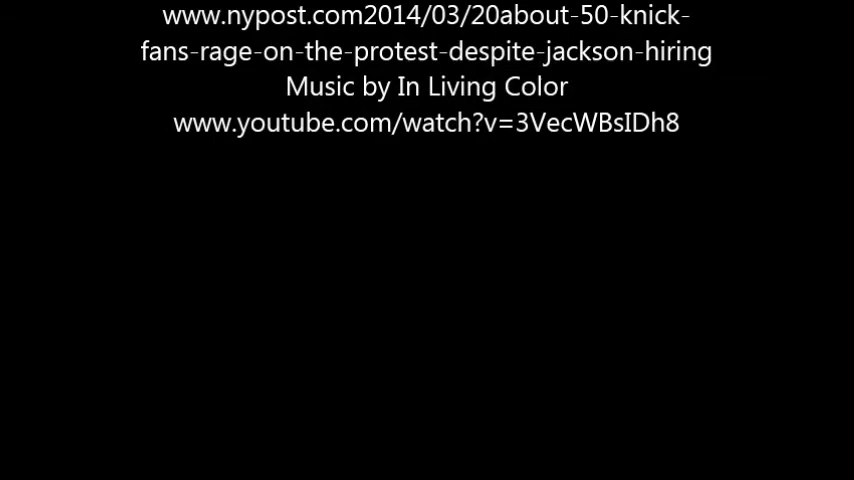 www.nypost.com2014/03/20about-50-knick-
fans-rage-on-the-protest-despite-jackson-hiring
Music by In Living Color
www.youtube.com/watch?v=3VecWBsIDh8